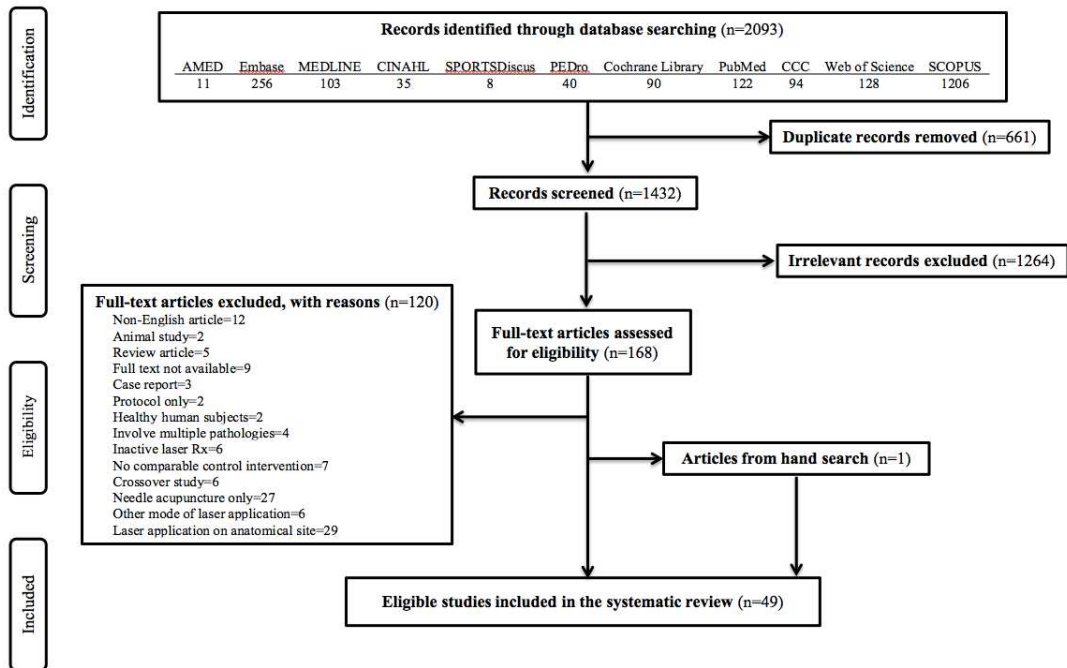 Identification
Records identified through database searching (n=2093)
AMED Embase MEDLINE CINAHL SPORTSDiscus PEDro Cochrane Library PubMed CCC Web of Science SCOPUS
11 256 103 35 8 40 90 122 94 128 1206
Duplicate records removed (n=661)
Screening
Records screened (n=1432)
Irrelevant records excluded (n=1264)
Eligibility
Full-text articles excluded, with reasons (n=120)
Non-English article=12
Animal study=2
Review article=5
Full text not available=9
Case report=3
Protocol only=2
Healthy human subjects=2
Involve multiple pathologies=4
Inactive laser Rx=6
No comparable control intervention=7
Crossover study=6
Needle acupuncture only=27
Other mode of laser application=6
Laser application on anatomical site=29
Full-text articles assessed
for eligibility (n=168)
Articles from hand search (n=1)
Included
Eligible studies included in the systematic review (n=49)